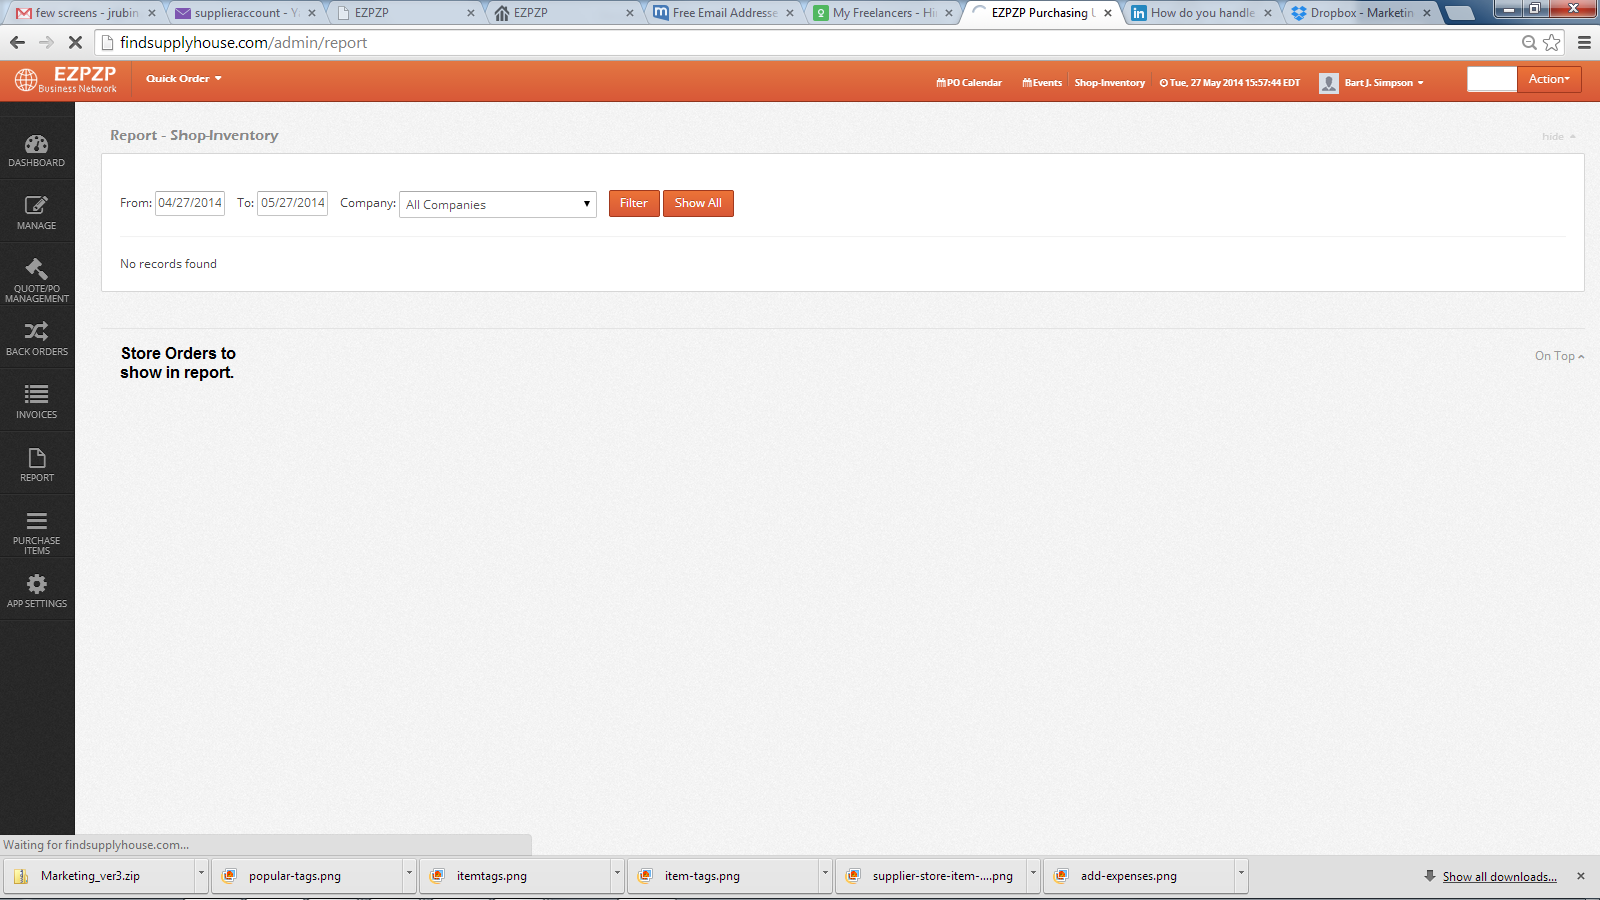 few screens - jrubin.
supplieraccount - Y
EZPZP
EZPZP
Free Email Addresse
My Freelancers - Hi
EZPZP Purchasing
How do you handle
Dropbox - Marketin
findsupplyhouse.com/admin/report
EZPZP
Business Network
Quick Order
PO Calendar
Events
Shop-Inventory
Tue, 27 May 2014 15:57:44 EDT
Bart J. Simpson
Action
DASHBOARD
MANAGE
QUOTE/PO
MANAGEMENT
BACK ORDERS
INVOICES
REPORT
PURCHASE
ITEMS
APP SETTINGS
Report - Shop-Inventory
hide
From: 04/27/2014 To: 05/27/2014 Company: All Companies Filter Show All
No records found
Store Orders to
show in report.
On Top
Waiting for findsupplyhouse.com...
Marketing_ver3.zip
popular-tags.png
itemtags.png
item-tags.png
supplier-store-item-....png
add-expenses.png
Show all downloads...